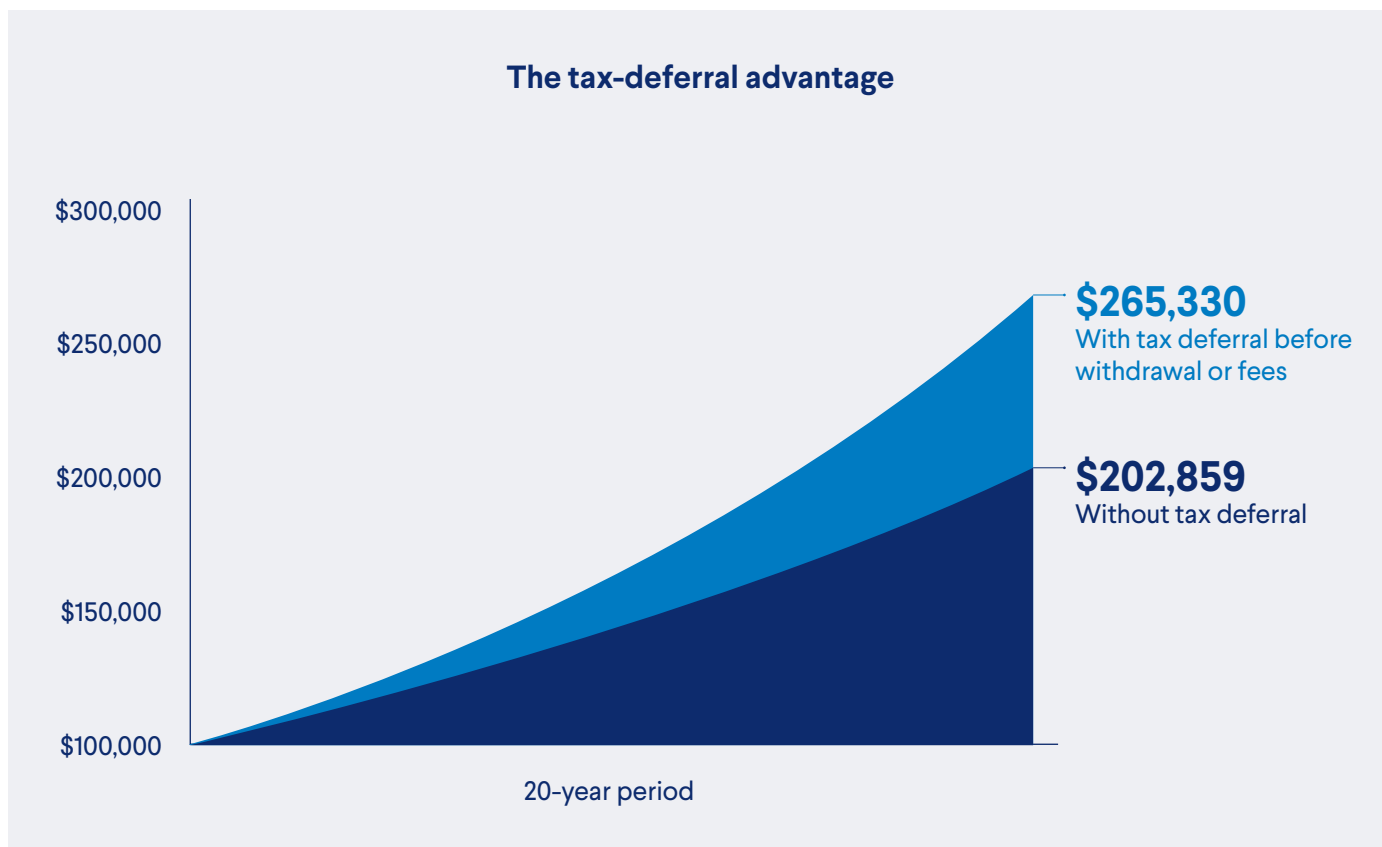 The tax-deferral advantage
$300,000
$250,000
$200,000
$150,000
$100,000
$265,330
With tax deferral before
withdrawal or fees
$202,859
Without tax deferral
20-year period